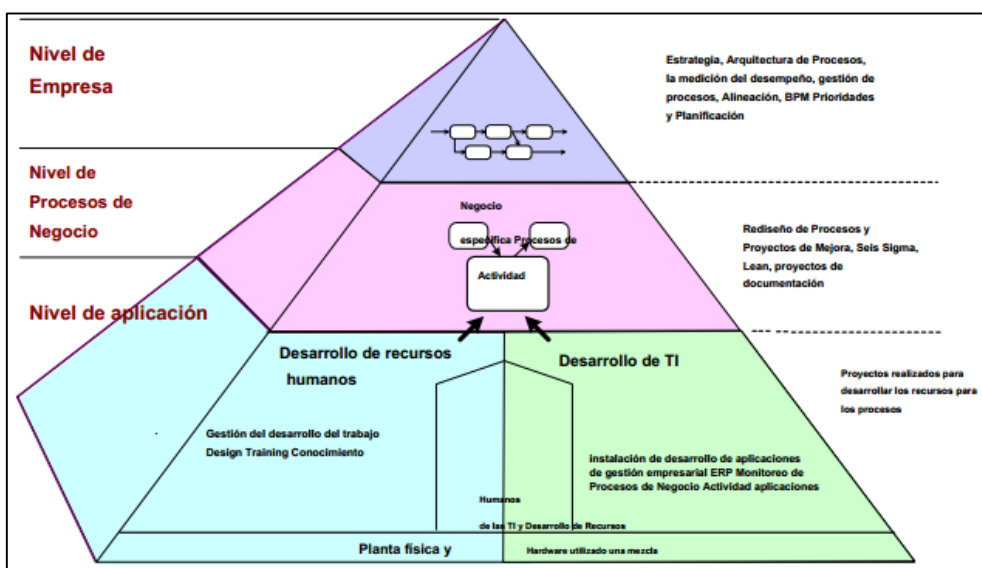 Nivel de
Empresa
Estrategia, Arquitectura de Procesos,
la medición del desempeño, gestión de
procesos, Alineación, BPM Prioridades
y Planificación
Nivel de
Procesos de
Negocio
Negocio
específica Procesos de
Actividad
Rediseño de Procesos y
Proyectos de Mejora, Seis Sigma,
Lean, proyectos de
documentación
Nivel de aplicación
Desarrollo de recursos
humanos
Desarrollo de TI
Proyectos realizados para
desarrollar los recursos para
los procesos
Gestión del desarrollo del trabajo
Design Training Conocimiento
instalación de desarrollo de aplicaciones
de gestión empresarial ERP Monitoreo de
Procesos de Negocio Actividad aplicaciones
Humanos
de las TI y Desarrollo de Recursos
Planta física y
Hardware utilizado una mezcla